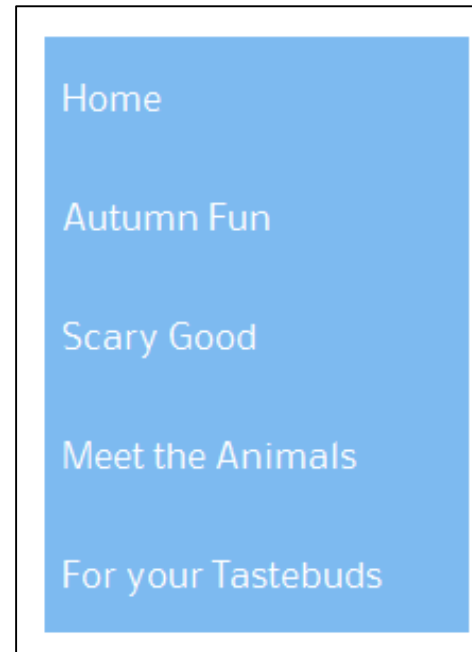 Home
Autumn Fun
Scary Good
Meet the Animals
For your Tastebuds